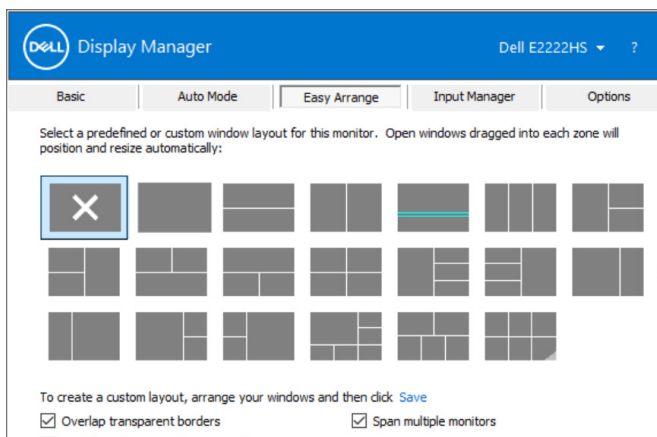 DELL Display Manager Dell E2222HS ?
Basic Auto Mode Easy Arrange Input Manager Options
Select a predefined or custom window layout for this monitor. Open windows dragged into each zone will
position and resize automatically:
To create a custom layout, arrange your windows and then click Save
Overlap transparent borders Span multiple monitors